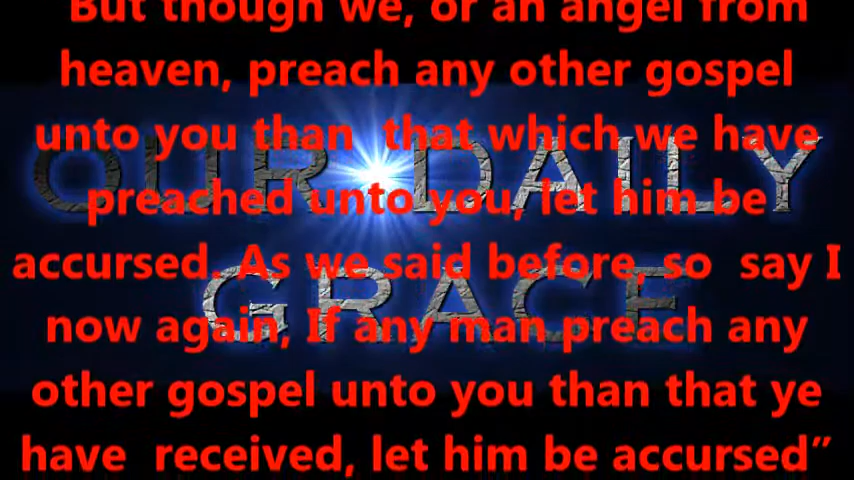 But though we, or an angel from
heaven, preach any other gospel
unto you than that which we have
OUR DAILY
preached unto you, let him be
accursed. As we said before, so say I
GRACE
now again, If any man preach any
other gospel unto you than that ye
have received, let him be accursed”